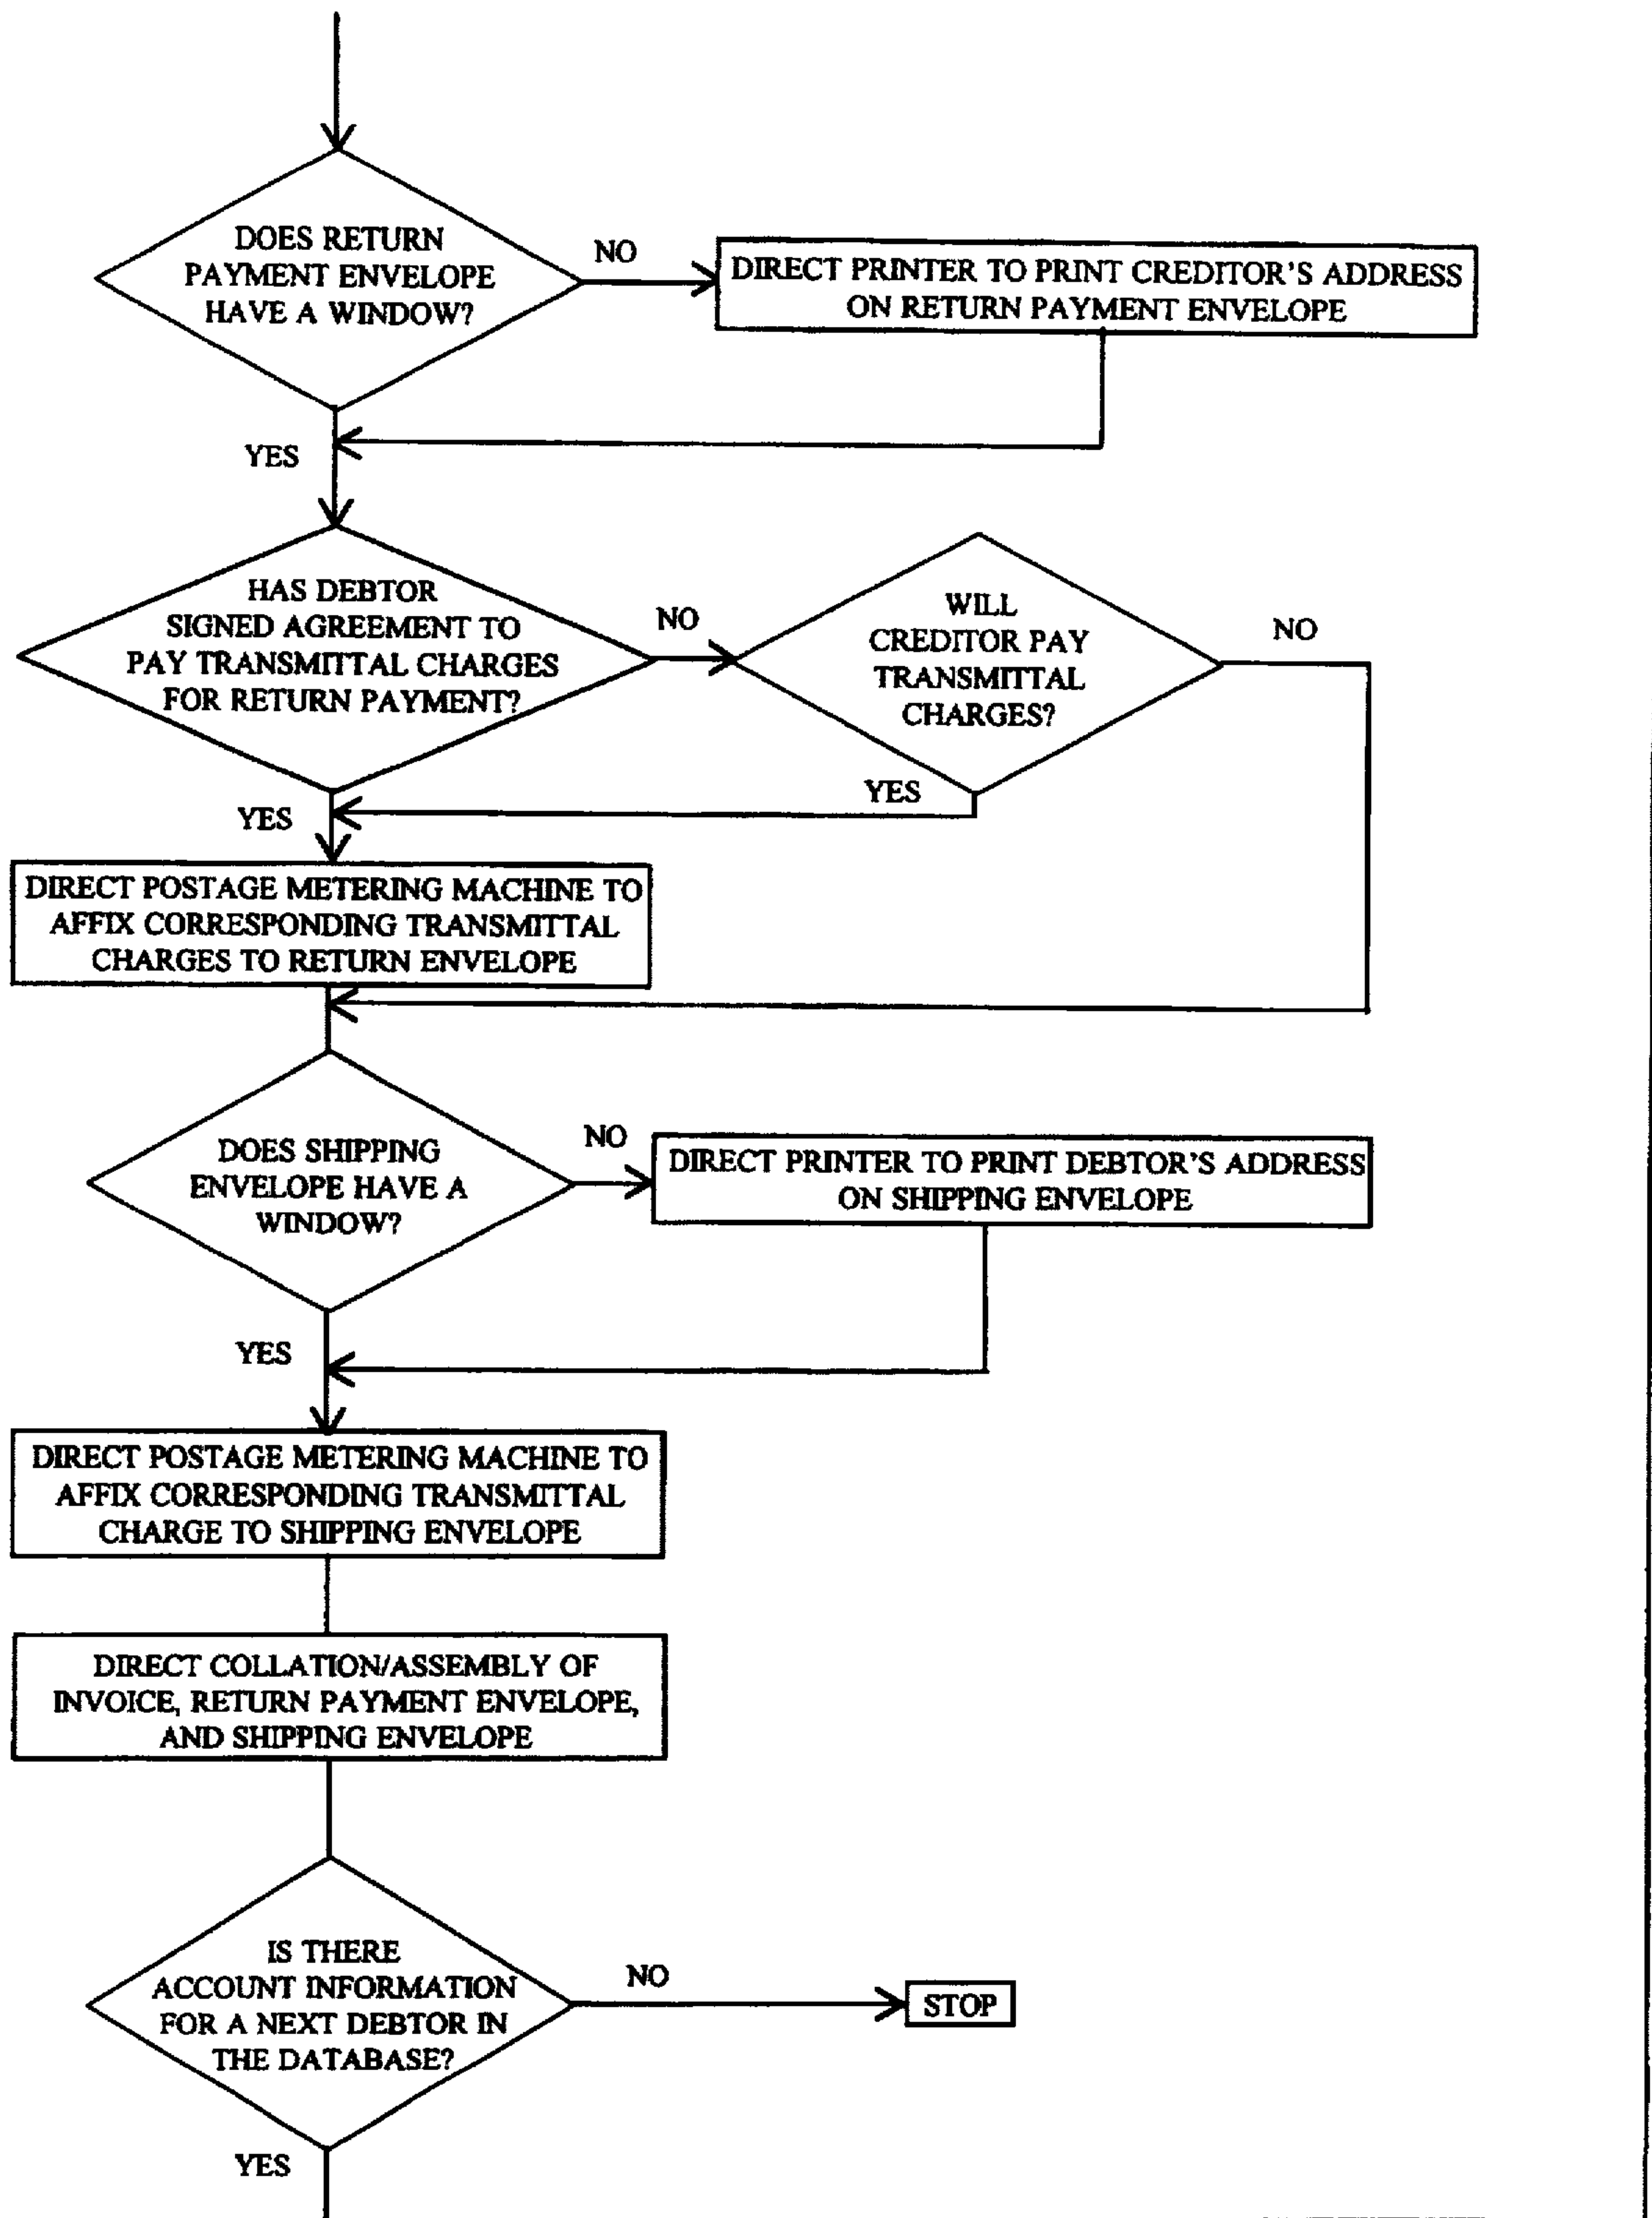 DOES RETURN
PAYMENT ENVELOPE
HAVE A WINDOW?
NO
DIRECT PRINTER TO PRINT CREDITOR'S ADDRESS
ON RETURN PAYMENT ENVELOPE
YES
HAS DEBTOR
SIGNED AGREEMENT TO
PAY TRANSMITTAL CHARGES
FOR RETURN PAYMENT?
NO
WILL
CREDITOR PAY
TRANSMITTAL
CHARGES?
NO
YES
YES
DIRECT POSTAGE METERING MACHINE TO
AFFIX CORRESPONDING TRANSMITTAL
CHARGES TO RETURN ENVELOPE
DOES SHIPPING
ENVELOPE HAVE A
WINDOW?
NO
DIRECT PRINTER TO PRINT DEBTOR'S ADDRESS
ON SHIPPING ENVELOPE
YES
DIRECT POSTAGE METERING MACHINE TO
AFFIX CORRESPONDING TRANSMITTAL
CHARGE TO SHIPPING ENVELOPE
DIRECT COLLATION/ASSEMBLY OF
INVOICE, RETURN PAYMENT ENVELOPE,
AND SHIPPING ENVELOPE
IS THERE
ACCOUNT INFORMATION
FOR A NEXT DEBTOR IN
THE DATABASE?
NO
STOP
YES